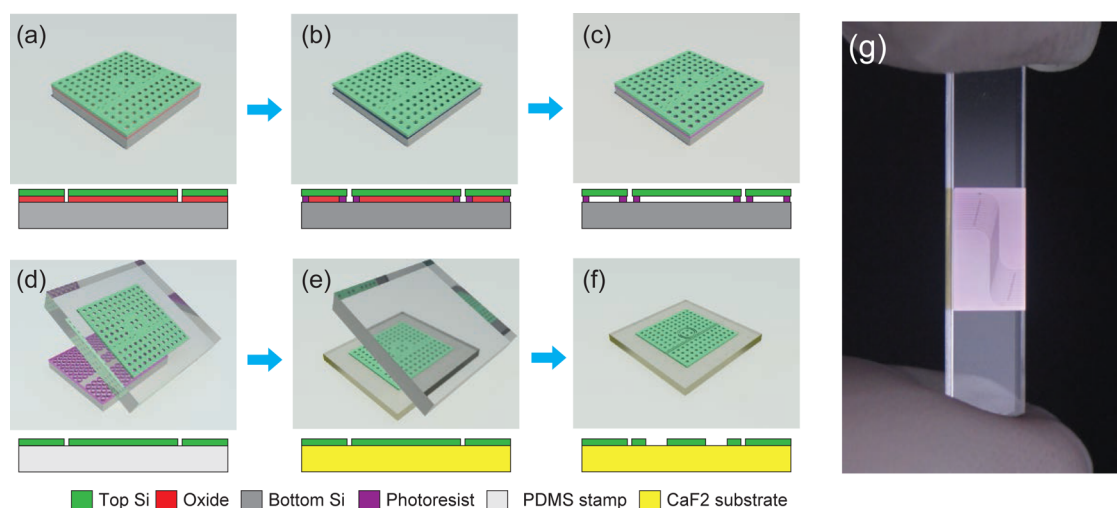 (a)
(b)
(c)
(g)
(d)
(e)
(f)
Top Si Oxide Bottom Si Photoresist PDMS stamp CaF2 substrate